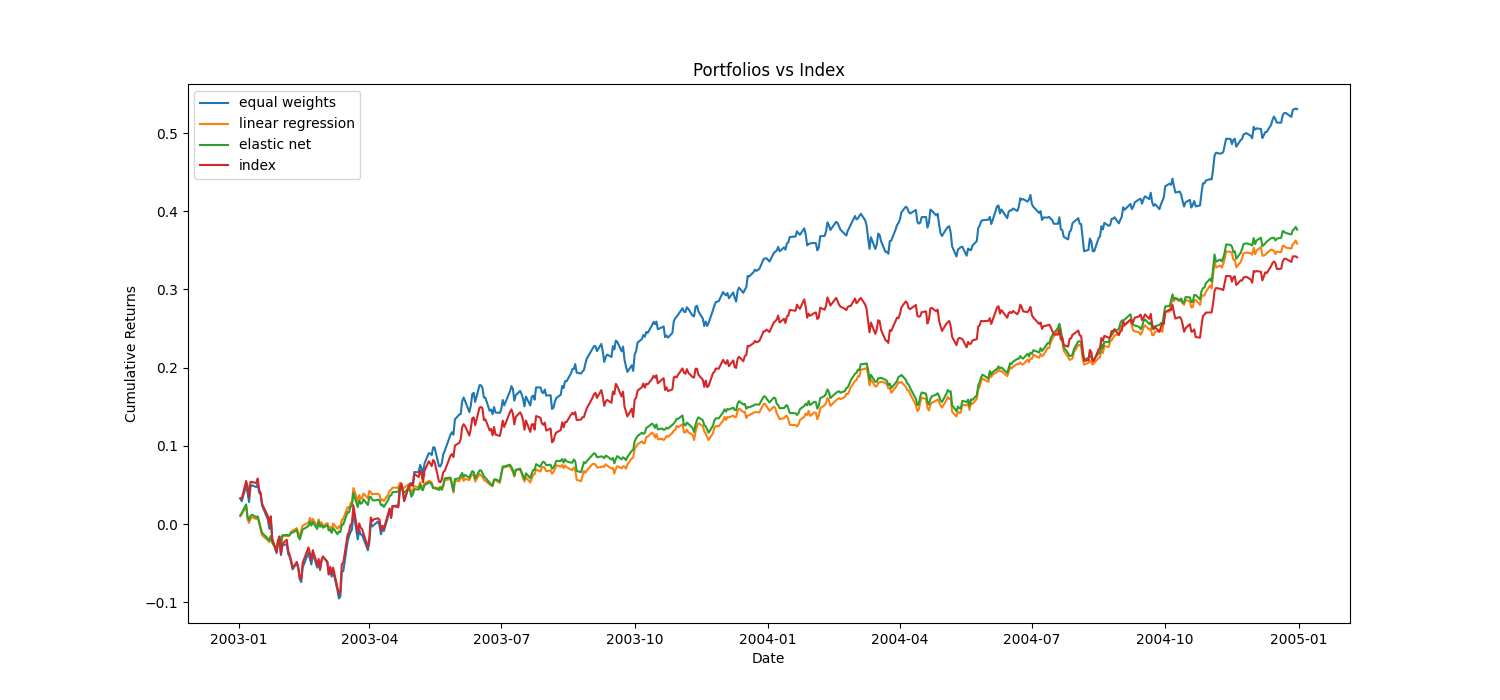 Portfolios vs Index
equal weights
linear regression
elastic net
index
Cumulative Returns
0.5
0.4
0.3
0.2
0.1
0.0
−0.1
2003-01 2003-04 2003-07 2003-10 2004-01 2004-04 2004-07 2004-10 2005-01
Date